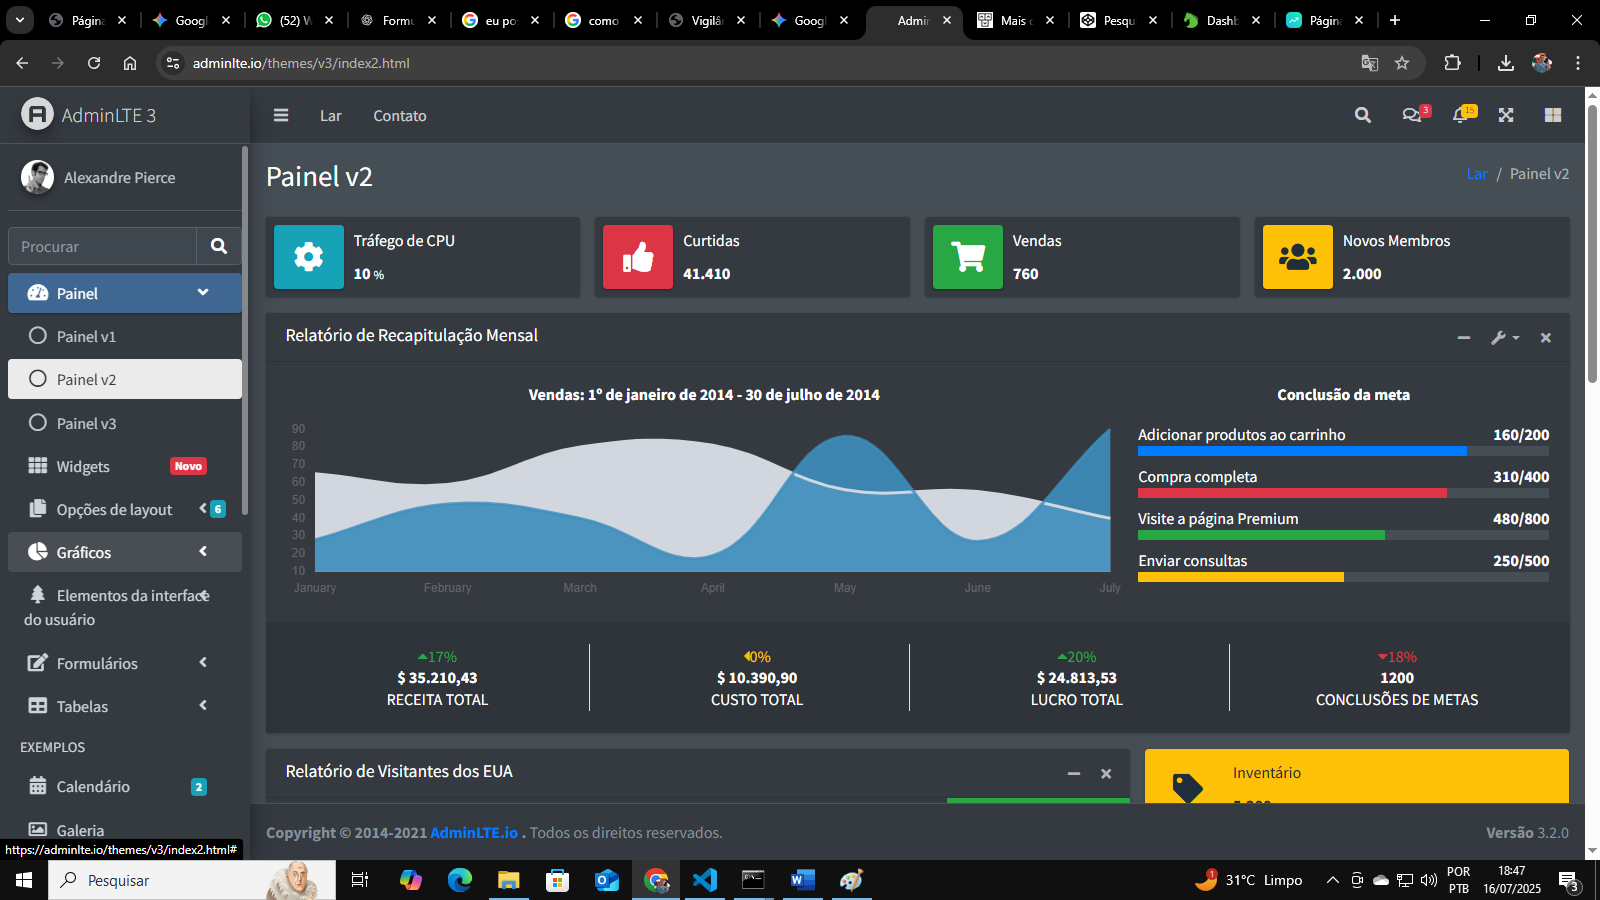 Página
Googl
(52) W
Formu
eu po
como
Vigilâ
Googl
Admir
Mais c
Pesqu
Dashb
Página
adminlte.io/themes/v3/index2.html
AdminLTE 3
Lar
Contato
3
15
Alexandre Pierce
Painel v2
Lar / Painel v2
Procurar
Tráfego de CPU
10 %
Curtidas
41.410
Vendas
760
Novos Membros
2.000
Painel
Painel v1
Painel v2
Painel v3
Widgets
Novo
Opções de layout
6
Gráficos
Elementos da interface
do usuário
Formulários
Tabelas
EXEMPLOS
Calendário
2
Galeria
Relatório de Recapitulação Mensal
Vendas: 1º de janeiro de 2014 - 30 de julho de 2014
90
80
70
60
50
40
30
20
10
January February March April May June July
Conclusão da meta
Adicionar produtos ao carrinho 160/200
Compra completa 310/400
Visite a página Premium 480/800
Enviar consultas 250/500
17%
$ 35.210,43
RECEITA TOTAL
0%
$ 10.390,90
CUSTO TOTAL
20%
$ 24.813,53
LUCRO TOTAL
18%
1200
CONCLUSÕES DE METAS
Relatório de Visitantes dos EUA
Inventário
Copyright © 2014-2021 AdminLTE.io . Todos os direitos reservados.
Versão 3.2.0
https://adminlte.io/themes/v3/index2.html#
Pesquisar
1
31°C Limpo
POR
PTB
18:47
16/07/2025
3